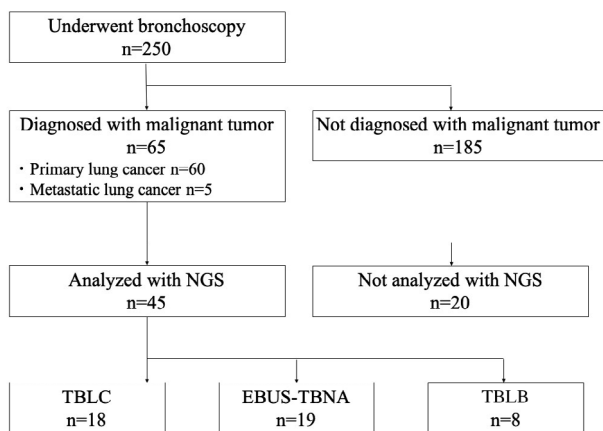 Underwent bronchoscopy
n=250
Diagnosed with malignant tumor
n=65
・Primary lung cancer n=60
・Metastatic lung cancer n=5
Not diagnosed with malignant tumor
n=185
Analyzed with NGS
n=45
Not analyzed with NGS
n=20
TBLC
n=18
EBUS-TBNA
n=19
TBLB
n=8